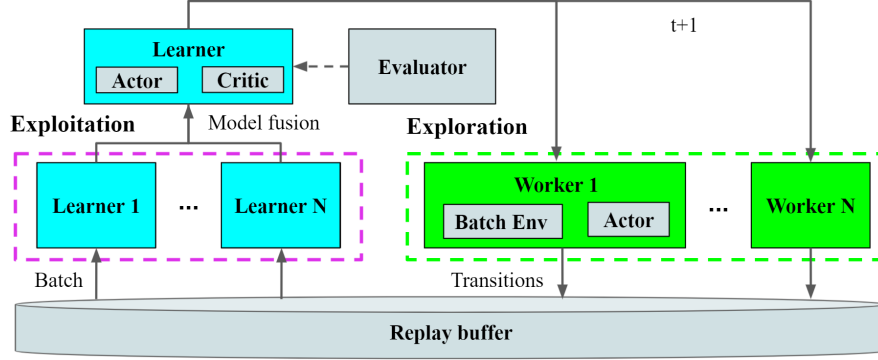 t+1
Learner
Actor
Critic
Evaluator
Exploitation
Model fusion
Exploration
Learner 1
...
Learner N
Worker 1
Batch Env
Actor
...
Worker N
Batch
Transitions
Replay buffer